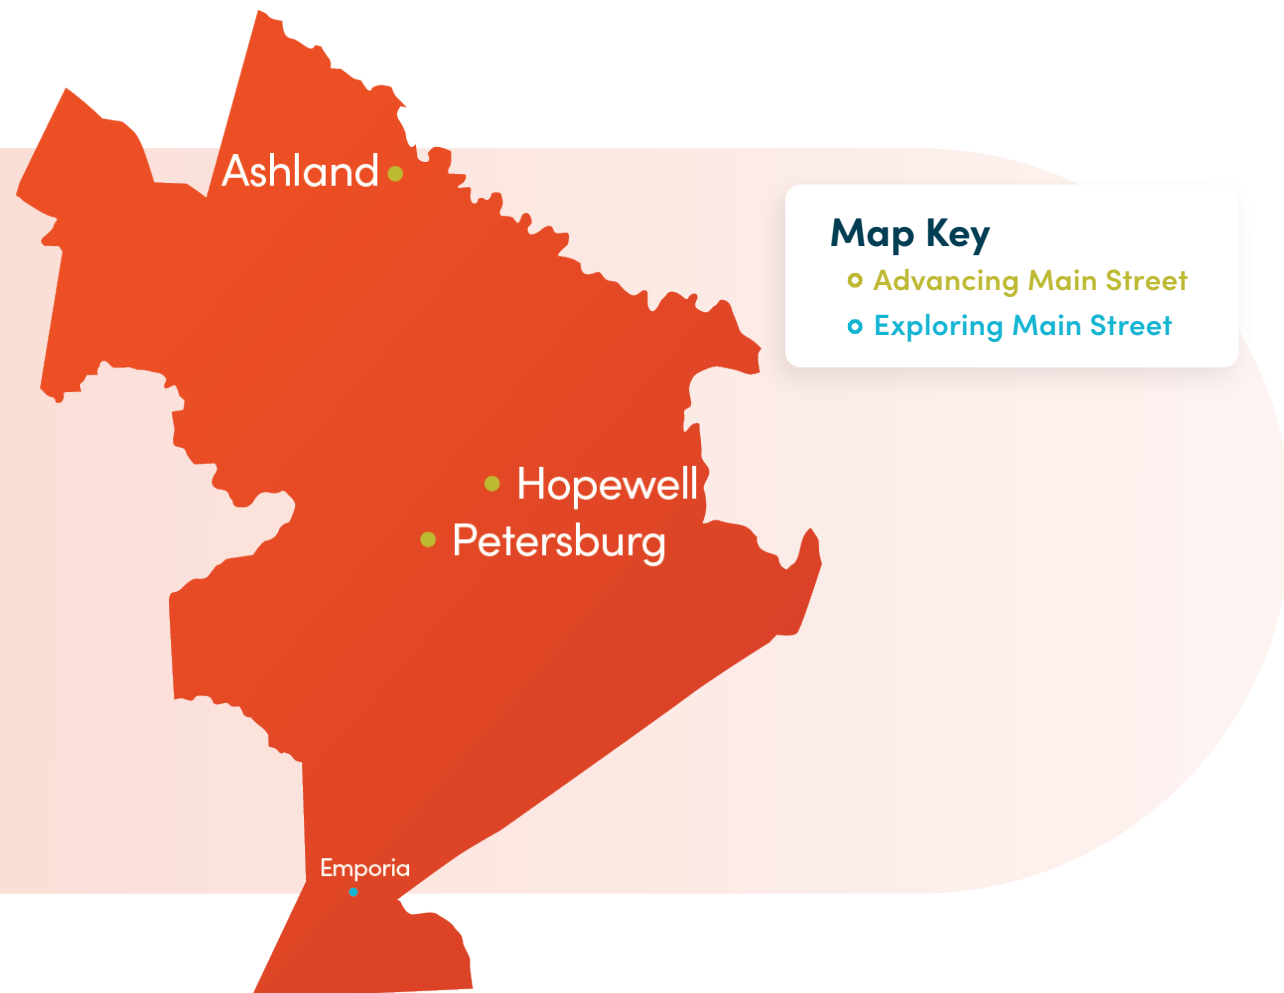 Ashland
Map Key
Advancing Main Street
Exploring Main Street
Hopewell
Petersburg
Emporia